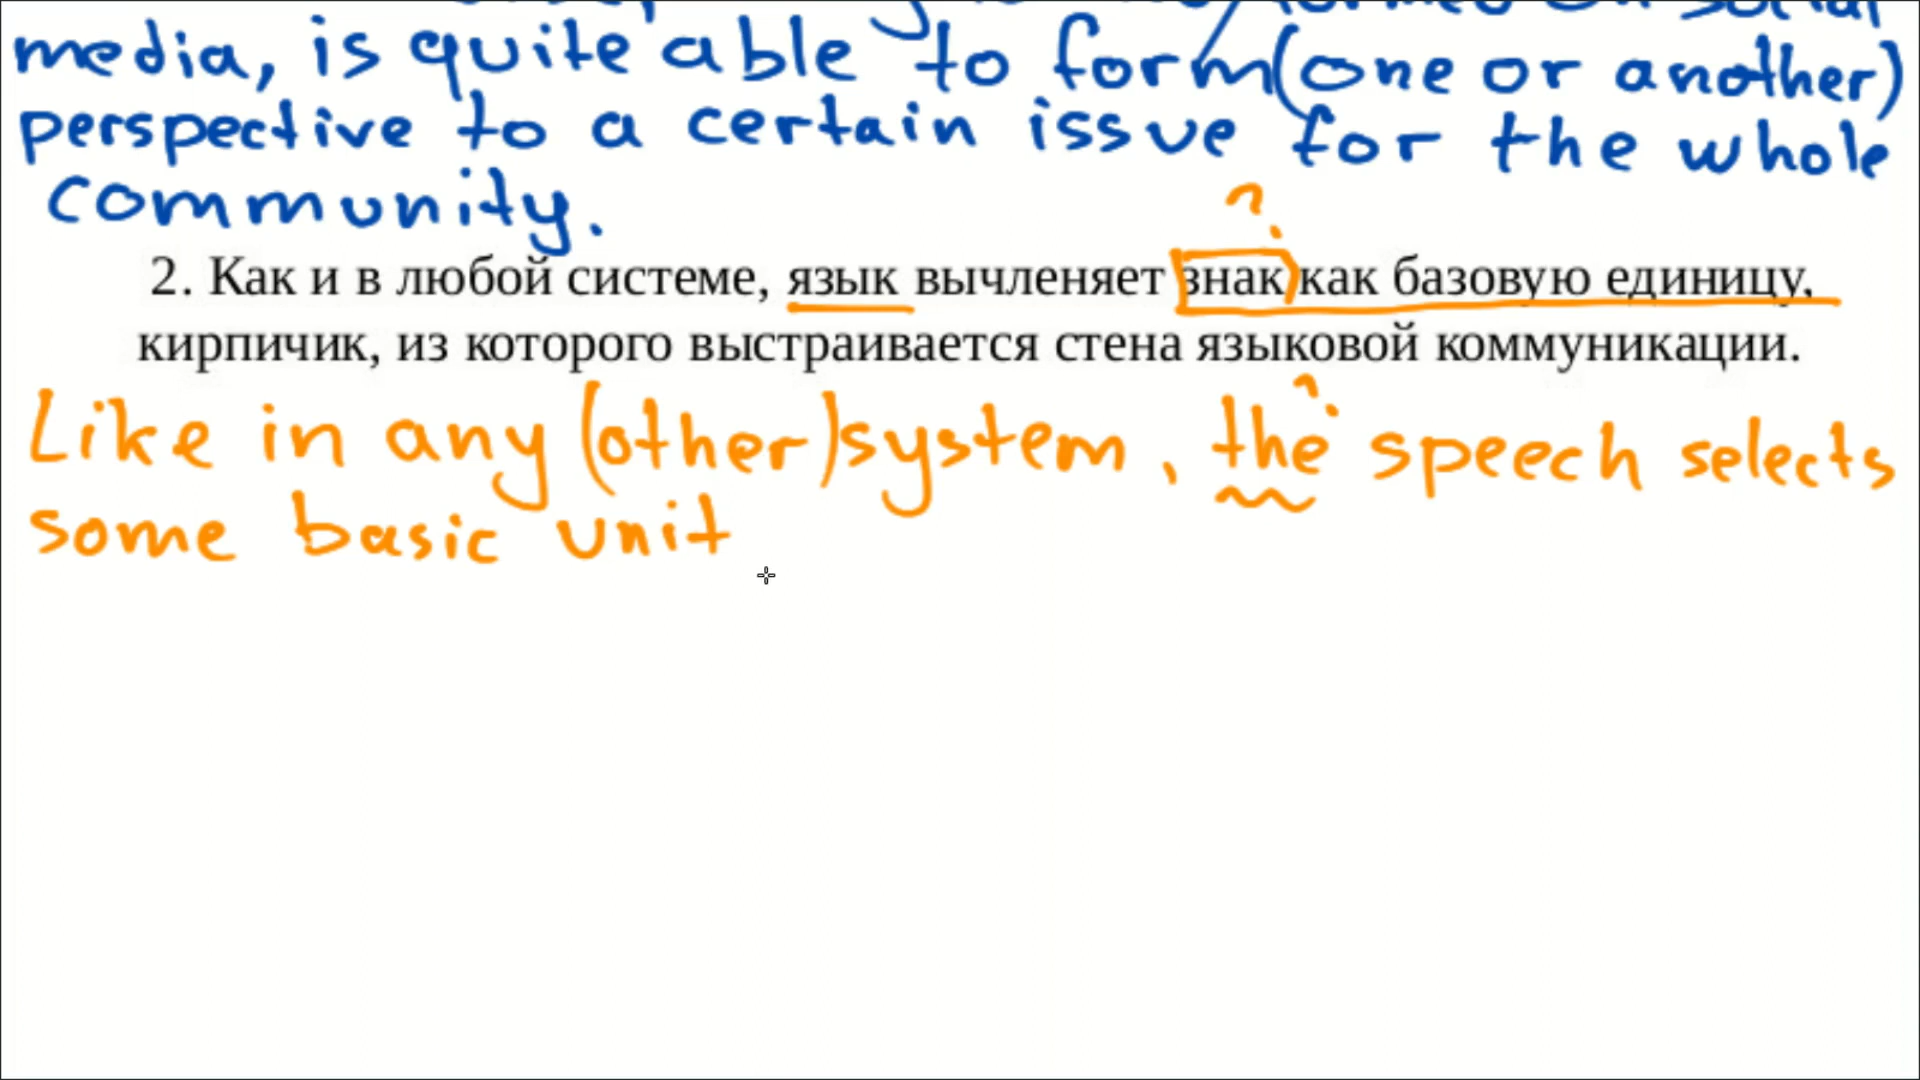 social
media, is quite able to form (one or another)
perspective to a certain issue for the whole
community.
?
2. Как и в любой системе, язык вычленяет знак как базовую единицу,
кирпичик, из которого выстраивается стена языковой коммуникации.
?
Like in any (other) system, the speech selects
some basic unit